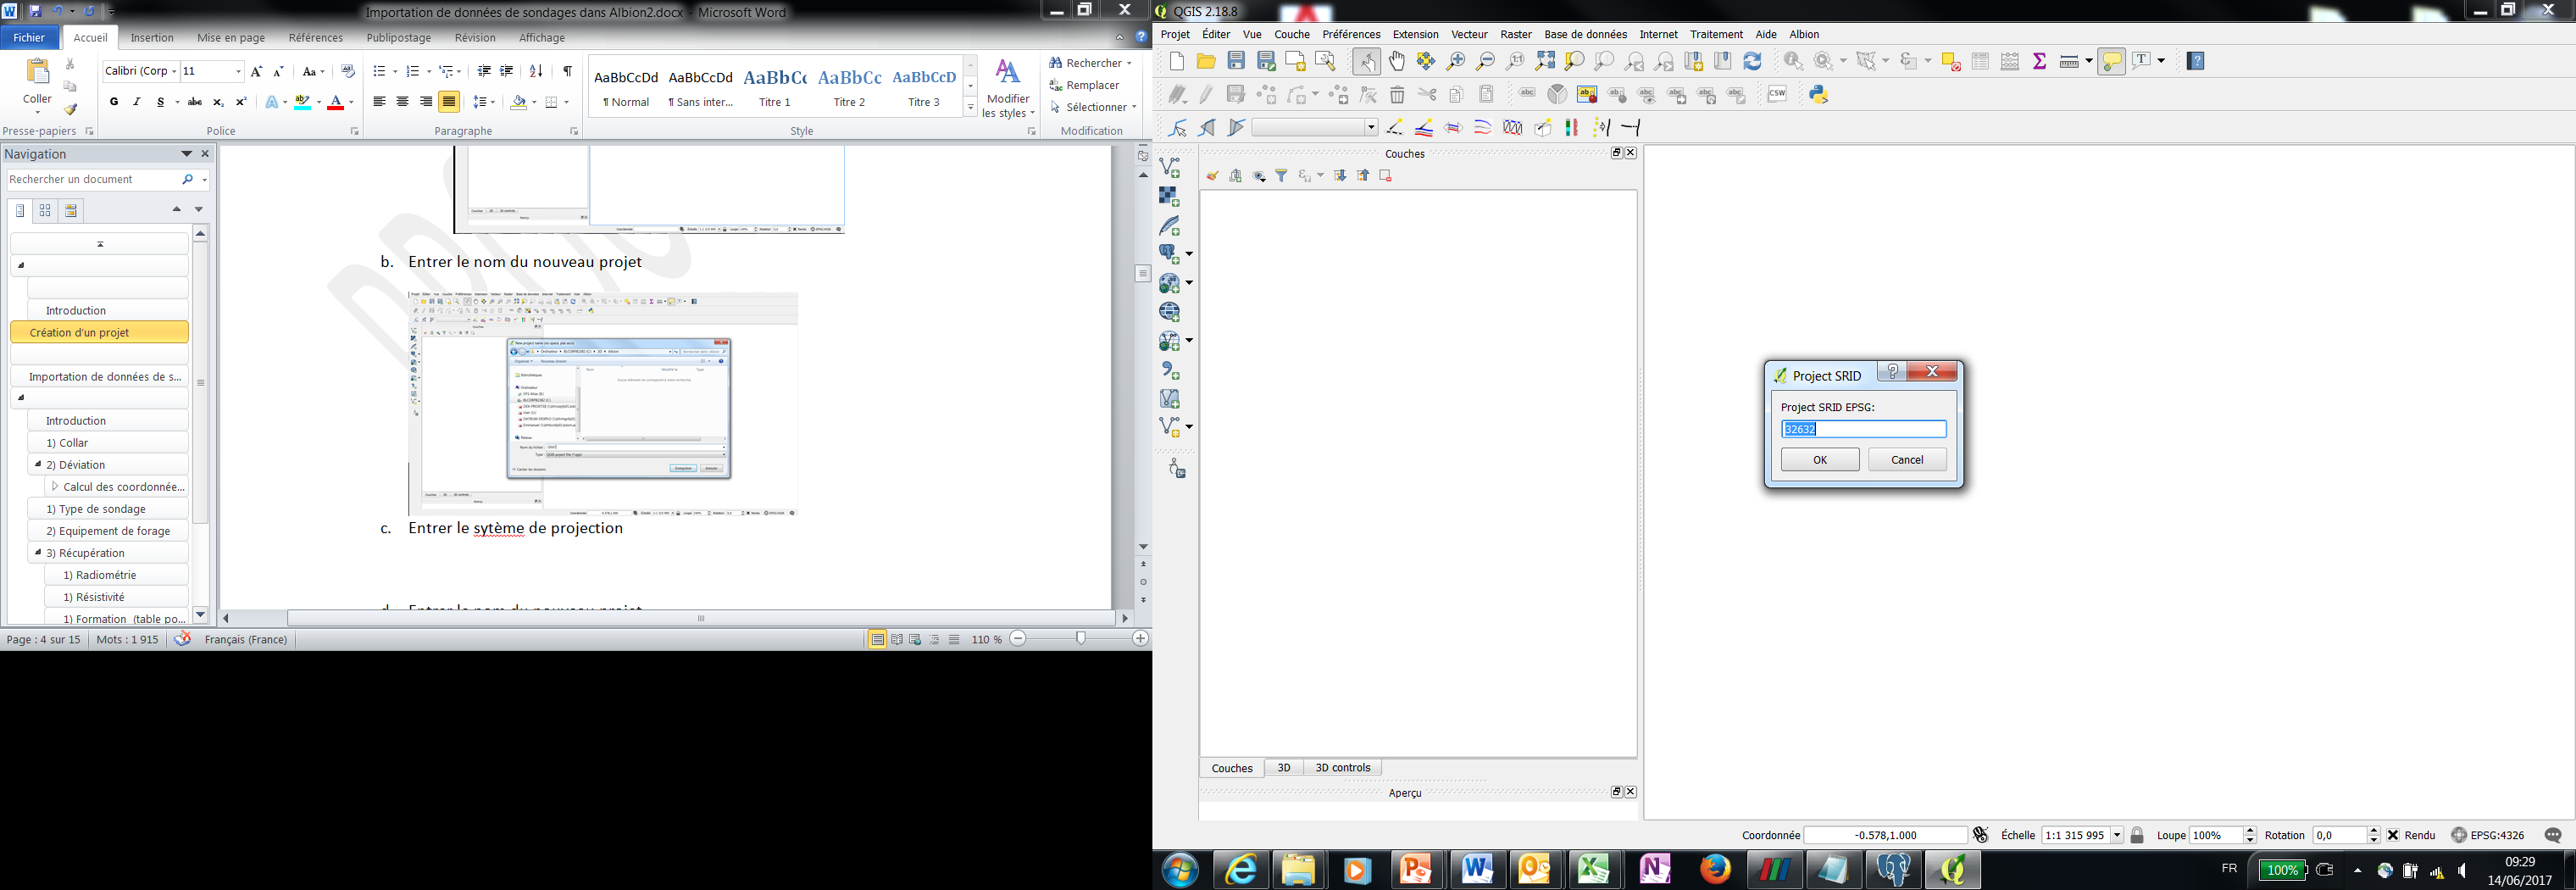 Importation de données de sondages dans Albion2.docx - Microsoft Word
Fichier Accueil Insertion Mise en page Références Publipostage Révision Affichage
Coller
Calibri (Corp 11
G I S abc X₂ X²
AaBbCcDd AaBbCcDd AaBbCc AaBbCc AaBbCcD
¶ Normal ¶ Sans inter... Titre 1 Titre 2 Titre 3
Modifier les styles
Rechercher
Remplacer
Sélectionner
Presse-papiers Police Paragraphe Style Modification
Navigation
Rechercher un document
Introduction
Création d'un projet
Importation de données de s...
Introduction
1) Collar
2) Déviation
Calcul des coordonnée...
1) Type de sondage
2) Equipement de forage
3) Récupération
1) Radiométrie
1) Résistivité
1) Formation (table po...
b. Entrer le nom du nouveau projet
c. Entrer le sytème de projection
d. Entrer le nom du nouveau projet
Page : 4 sur 15 Mots : 1 915 Français (France) 110 %
QGIS 2.18.8
Projet Éditer Vue Couche Préférences Extension Vecteur Raster Base de données Internet Traitement Aide Albion
Couches
Couches 3D 3D controls
Aperçu
Project SRID
Project SRID EPSG:
32632
OK Cancel
Coordonnée -0.578,1.000 Échelle 1:1 315 995 Loupe 100% Rotation 0,0 Rendu EPSG:4326
FR 100% 09:29
14/06/2017